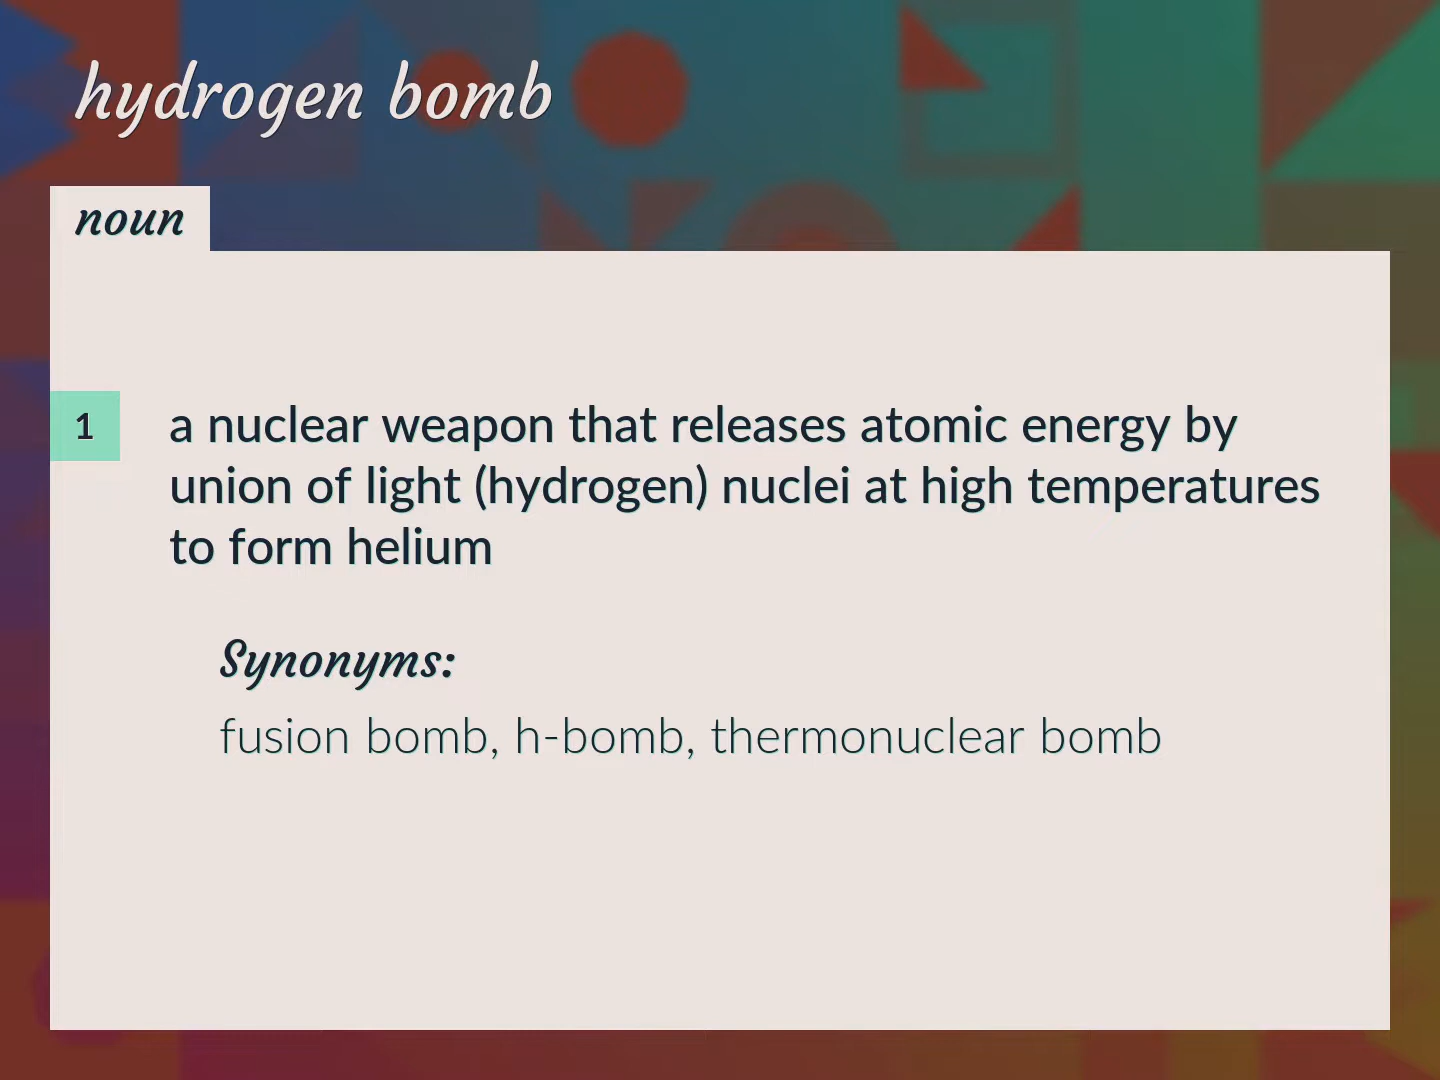 hydrogen bomb
noun
1
a nuclear weapon that releases atomic energy by
union of light (hydrogen) nuclei at high temperatures
to form helium
Synonyms:
fusion bomb, h-bomb, thermonuclear bomb